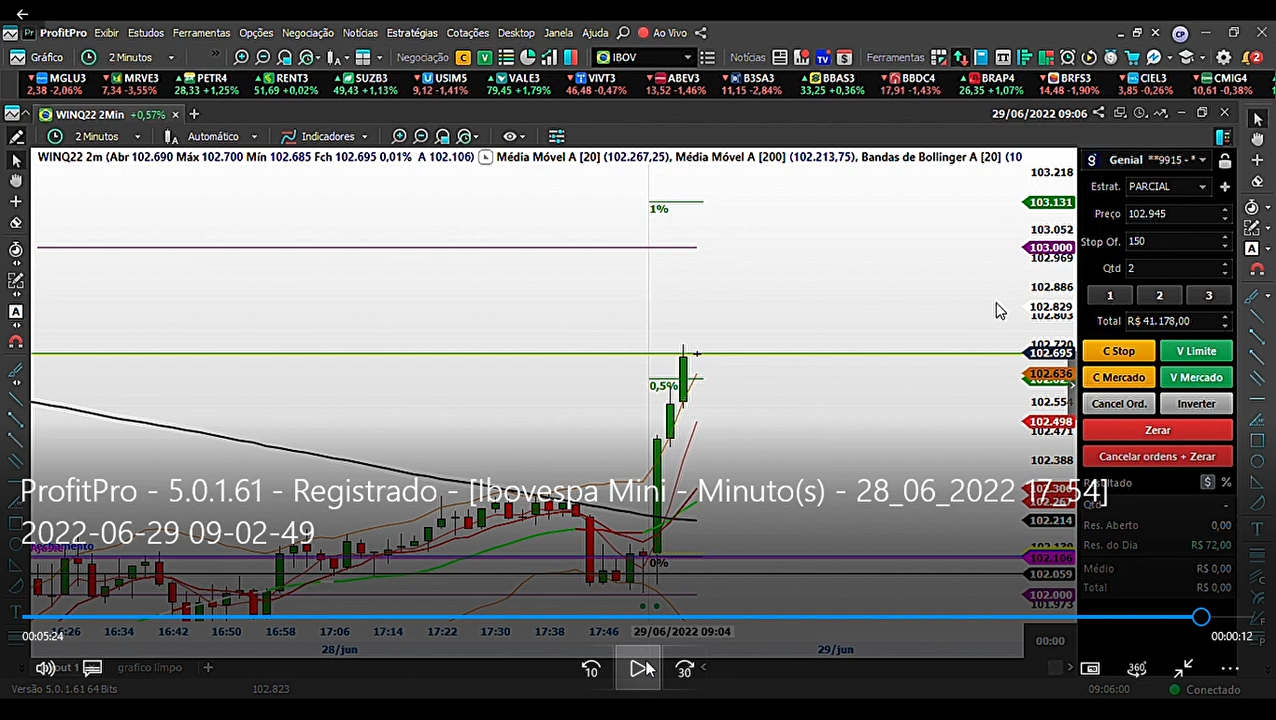 ProfitPro Exibir Estudos Ferramentas Opções Negociação Notícias Estratégias Cotações Desktop Janela Ajuda Ao Vivo CP
Gráfico 2 Minutos Negociação C V IBOV Notícias Ferramentas 2
MGLU3 MRVE3 PETR4 RENT3 SUZB3 USIM5 VALE3 VIVT3 ABEV3 B3SA3 BBAS3 BBDC4 BRAP4 BRFS3 CIEL3 CMIG4
2,38 -2,06% 7,34 -3,55% 28,33 +1,25% 51,69 +0,02% 49,43 +1,13% 9,12 -1,41% 79,45 +1,79% 46,48 -0,47% 13,52 -1,46% 11,15 -2,84% 33,25 +0,36% 17,91 -1,43% 26,35 +1,07% 14,48 -1,90% 3,85 -0,26% 10,61 -0,38%
WINQ22 2Min +0,57% 29/06/2022 09:06
2 Minutos Automático Indicadores
WINQ22 2m (Abr 102.690 Máx 102.700 Mín 102.685 Fch 102.695 0,01% A 102.106) Média Móvel A [20] (102.267,25), Média Móvel A [200] (102.213,75), Bandas de Bollinger A [20] (10
103.218
103.131
103.052
103.000
102.969
102.886
102.829
102.803
102.720
102.695
102.636
102.554
102.498
102.471
102.388
102.214
102.106
102.059
102.000
101.973
1%
0,5%
0%
Genial **9915 - *
Estrat. PARCIAL
Preço 102.945
Stop Of. 150
Qtd 2
1 2 3
Total R$ 41.178,00
C Stop V Limite
C Mercado V Mercado
Cancel Ord. Inverter
Zerar
Cancelar ordens + Zerar
Resultado $ %
Qtd -
Res. Aberto 0,00
Res. do Dia R$ 72,00
Médio R$ 0,00
Total R$ 0,00
ProfitPro - 5.0.1.61 - Registrado - [Ibovespa Mini - Minuto(s) - 28_06_2022 17_54]
2022-06-29 09-02-49
16:34 16:42 16:50 16:58 17:06 17:14 17:22 17:30 17:38 17:46 29/06/2022 09:04
00:05:24 00:00:12
28/jun 29/jun 00:00
grafico limpo
10 30 360
Versão 5.0.1.61 64 Bits 102.823 09:06:00 Conectado